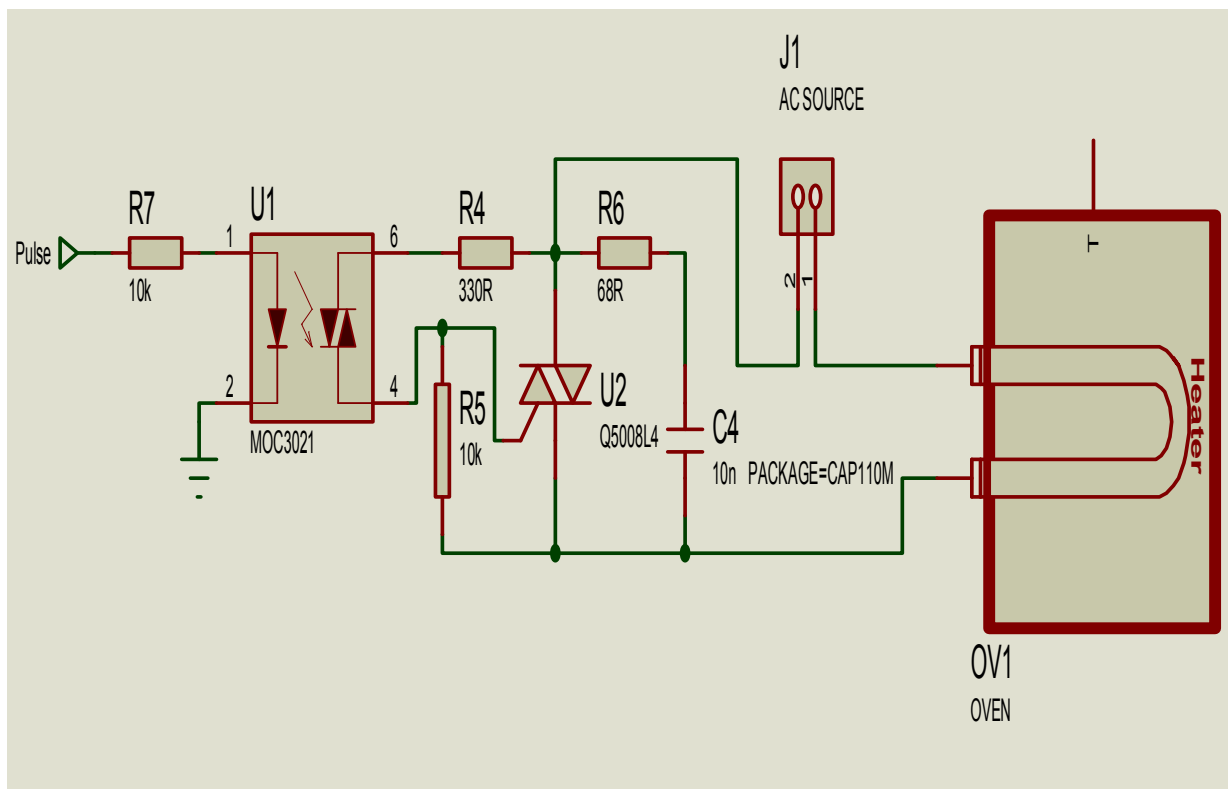 J1
AC SOURCE
R7
U1
R4
R6
Pulse
1
6
10k
330R
68R
2
1
T
2
4
R5
U2
Heater
MOC3021
10k
Q5008L4
C4
10n PACKAGE=CAP110M
OV1
OVEN